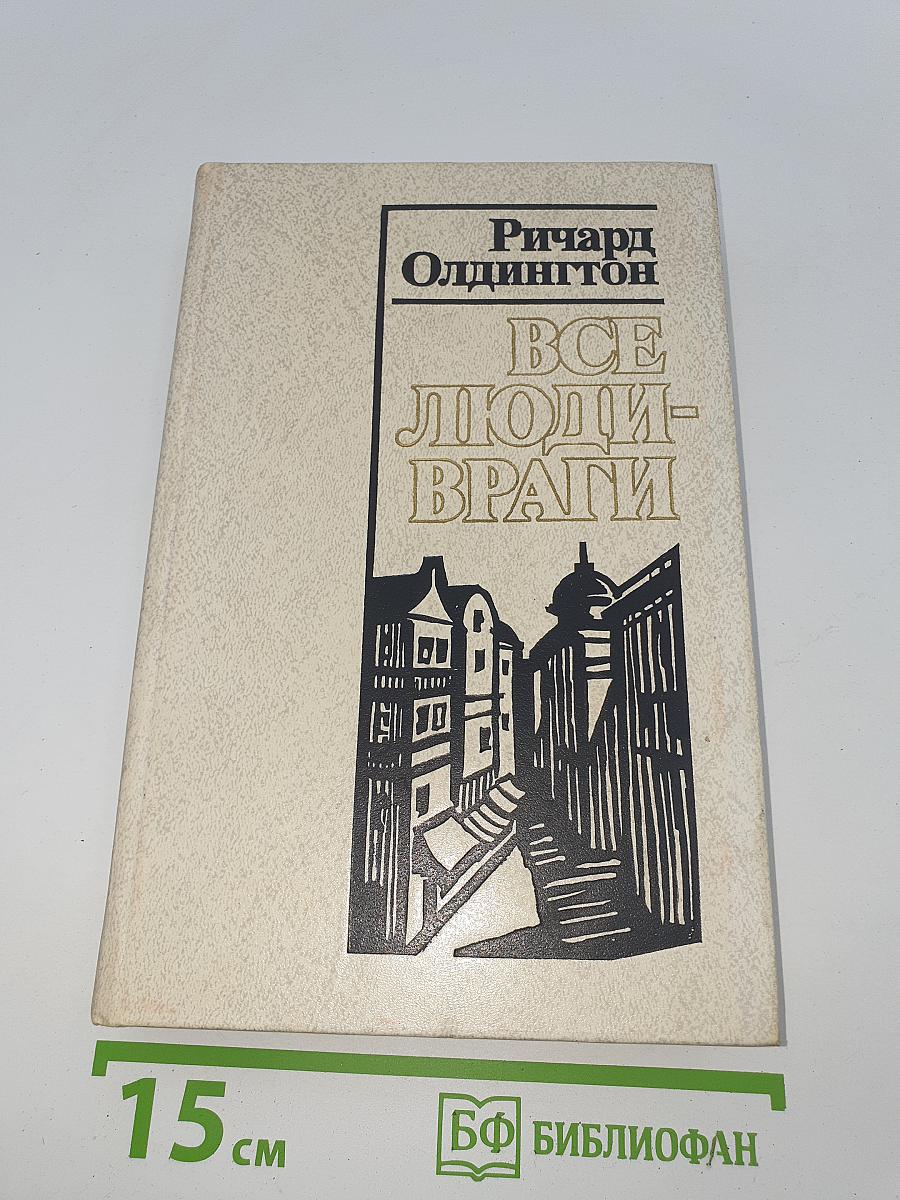 Ричард
Олдингтон
ВСЕ
ЛЮДИ-
ВРАГИ
15 см
БФ БИБЛИОФАН